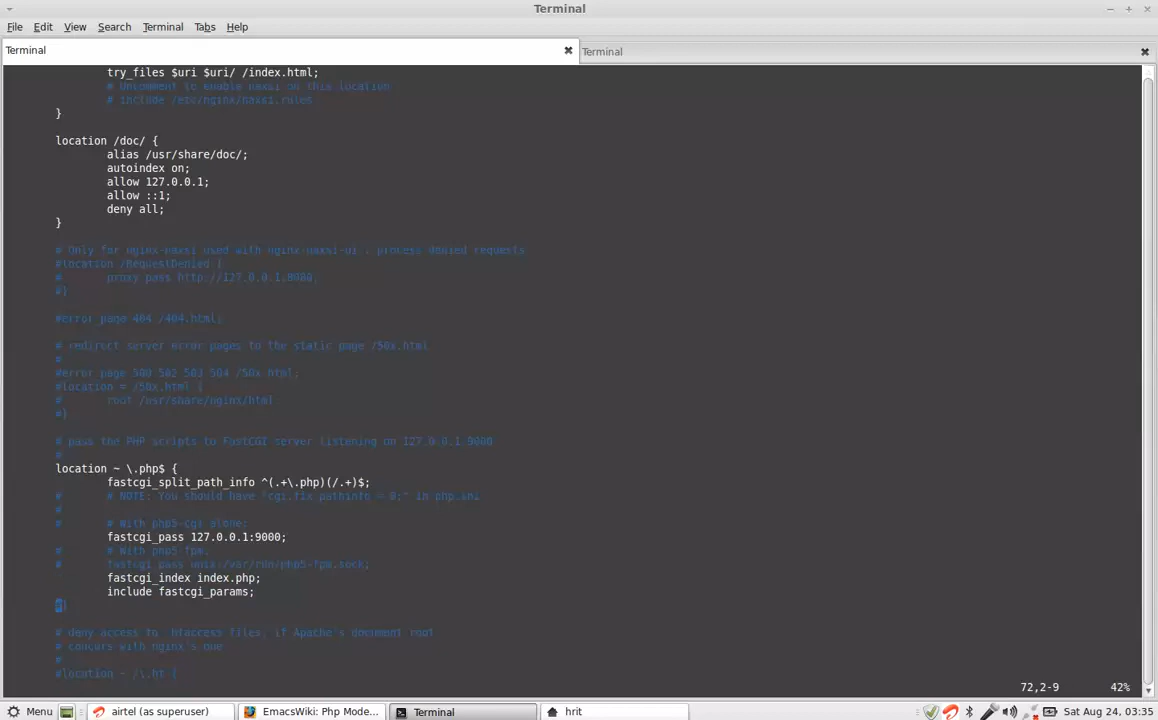 Terminal
File Edit View Search Terminal Tabs Help
Terminal
Terminal
try_files $uri $uri/ /index.html;
# Uncomment to enable naxsi on this location
# include /etc/nginx/naxsi.rules
}
location /doc/ {
alias /usr/share/doc/;
autoindex on;
allow 127.0.0.1;
allow ::1;
deny all;
}
# Only for nginx-naxsi used with nginx-naxsi-ui : process denied requests
#location /RequestDenied {
# proxy_pass http://127.0.0.1:8080;
#}
#error_page 404 /404.html;
# redirect server error pages to the static page /50x.html
#
#error_page 500 502 503 504 /50x.html;
#location = /50x.html {
# root /usr/share/nginx/html;
#}
# pass the PHP scripts to FastCGI server listening on 127.0.0.1:9000
#
location ~ \.php$ {
fastcgi_split_path_info ^(.+\.php)(/.+)$;
# # NOTE: You should have "cgi.fix_pathinfo = 0;" in php.ini
#
# # With php5-cgi alone:
fastcgi_pass 127.0.0.1:9000;
# # With php5-fpm:
# fastcgi_pass unix:/var/run/php5-fpm.sock;
fastcgi_index index.php;
include fastcgi_params;
#}
# deny access to .htaccess files, if Apache's document root
# concurs with nginx's one
#
#location ~ /\.ht {
72,2-9 42%
Menu airtel (as superuser) EmacsWiki: Php Mode... Terminal hrit Sat Aug 24, 03:35